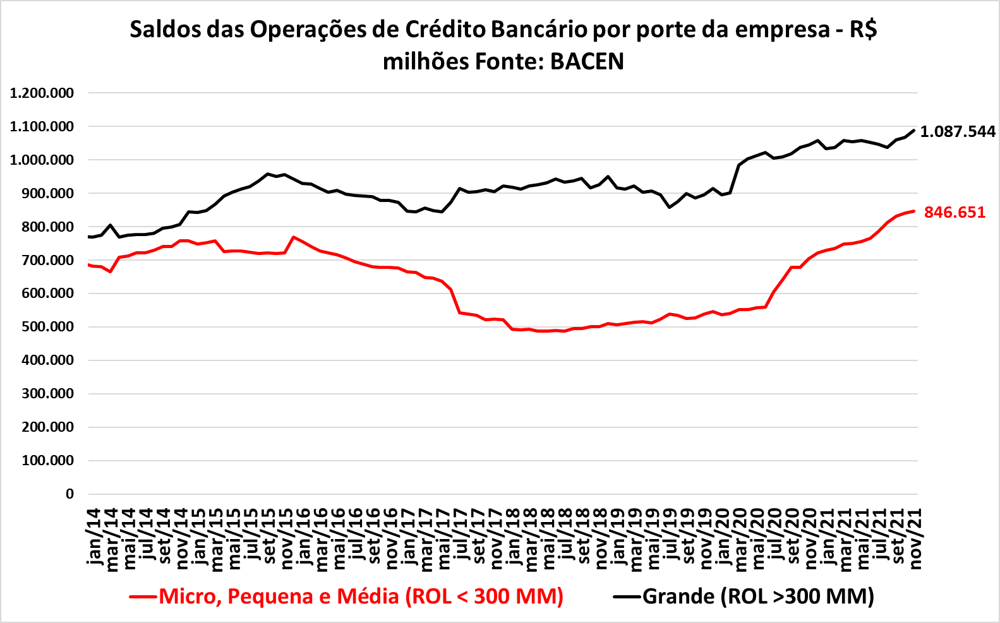 Saldos das Operações de Crédito Bancário por porte da empresa - R$
milhões Fonte: BACEN
1.200.000
1.100.000
1.000.000
900.000
800.000
700.000
600.000
500.000
400.000
300.000
200.000
100.000
0
1.087.544
846.651
jan/14
mar/14
mai/14
jul/14
set/14
nov/14
jan/15
mar/15
mai/15
jul/15
set/15
nov/15
jan/16
mar/16
mai/16
jul/16
set/16
nov/16
jan/17
mar/17
mai/17
jul/17
set/17
nov/17
jan/18
mar/18
mai/18
jul/18
set/18
nov/18
jan/19
mar/19
mai/19
jul/19
set/19
nov/19
jan/20
mar/20
mai/20
jul/20
set/20
nov/20
jan/21
mar/21
mai/21
jul/21
set/21
nov/21
Micro, Pequena e Média (ROL < 300 MM)
Grande (ROL >300 MM)